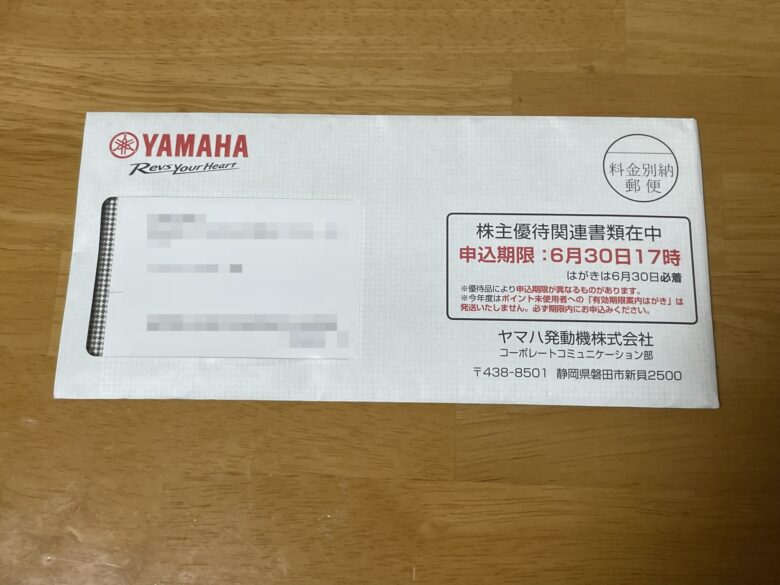 YAMAHA
Revs Your Heart
料金別納
郵便
株主優待関連書類在中
申込期限：6月30日17時
はがきは6月30日必着
※優待品により申込期限が異なるものがあります。
※今年度はポイント未使用者への「有効期限案内はがき」は
発送いたしません。必ず期限内にお申込みください。
ヤマハ発動機株式会社
コーポレートコミュニケーション部
〒438-8501 静岡県磐田市新貝2500